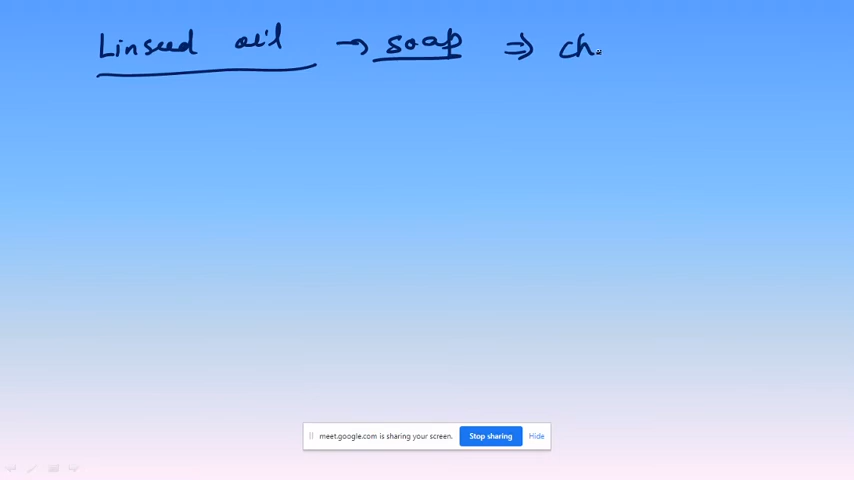 Linseed oil → soap ⇒ ch
meet.google.com is sharing your screen. Stop sharing Hide